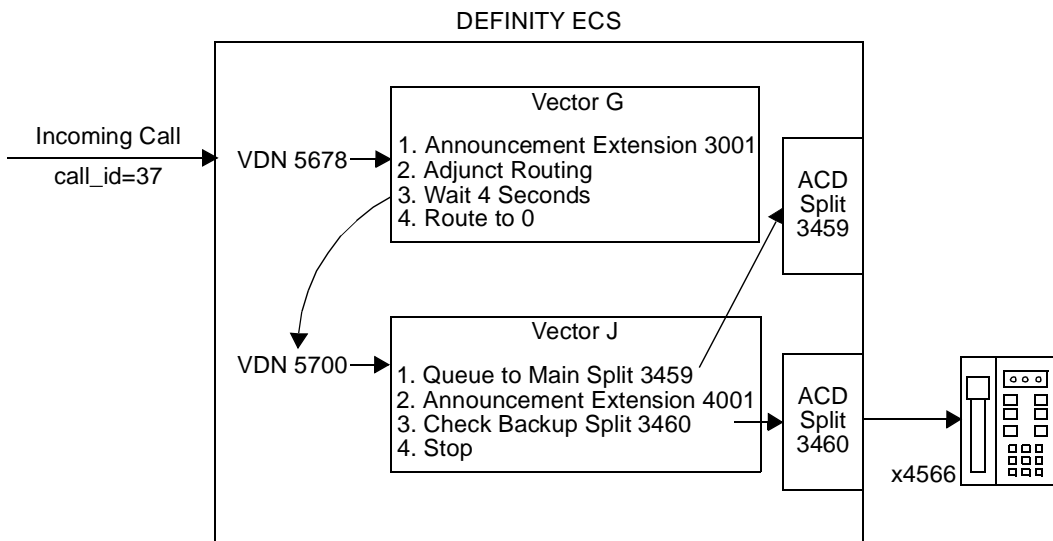 DEFINITY ECS
Incoming Call
call_id=37
VDN 5678
Vector G
1. Announcement Extension 3001
2. Adjunct Routing
3. Wait 4 Seconds
4. Route to 0
ACD
Split
3459
VDN 5700
Vector J
1. Queue to Main Split 3459
2. Announcement Extension 4001
3. Check Backup Split 3460
4. Stop
ACD
Split
3460
x4566